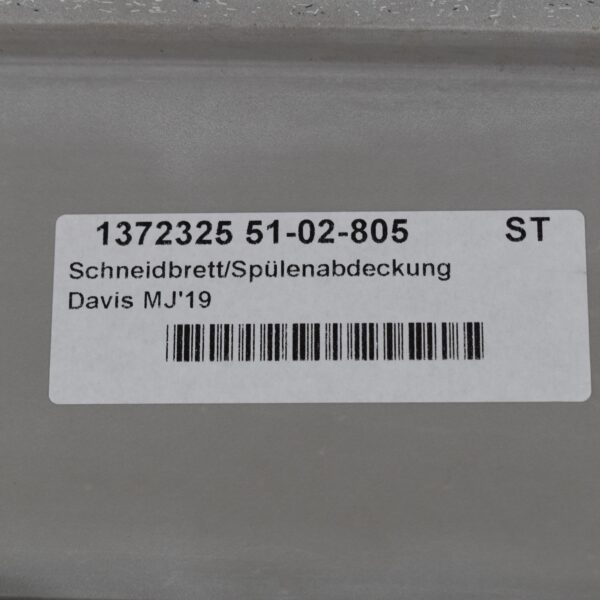 1372325 51-02-805 ST
Schneidbrett/Spülenabdeckung
Davis MJ'19